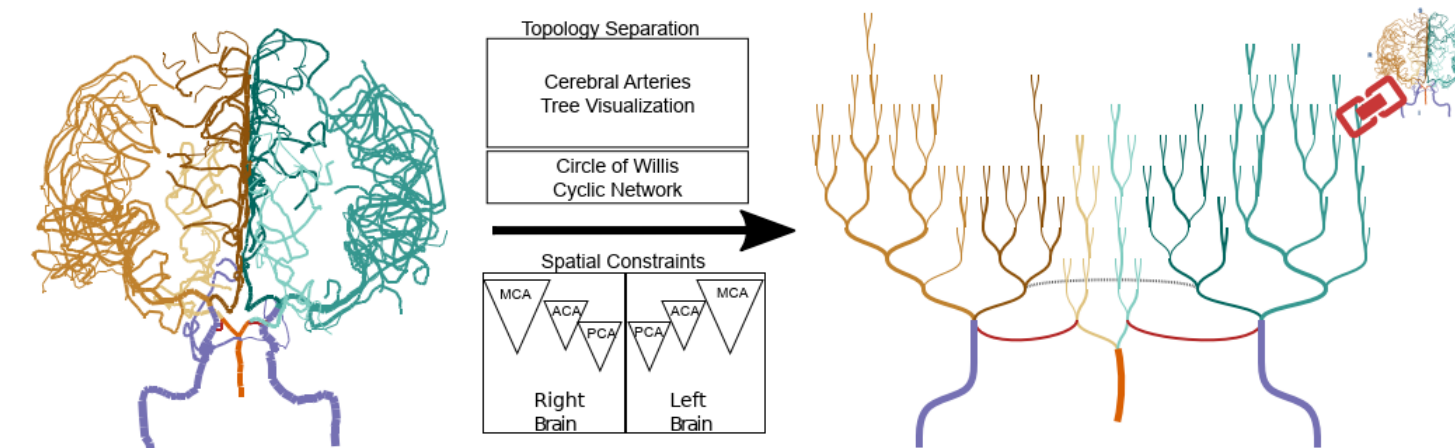 Topology Separation
Cerebral Arteries
Tree Visualization
Circle of Willis
Cyclic Network
Spatial Constraints
MCA
ACA
PCA
PCA
ACA
MCA
Right
Brain
Left
Brain